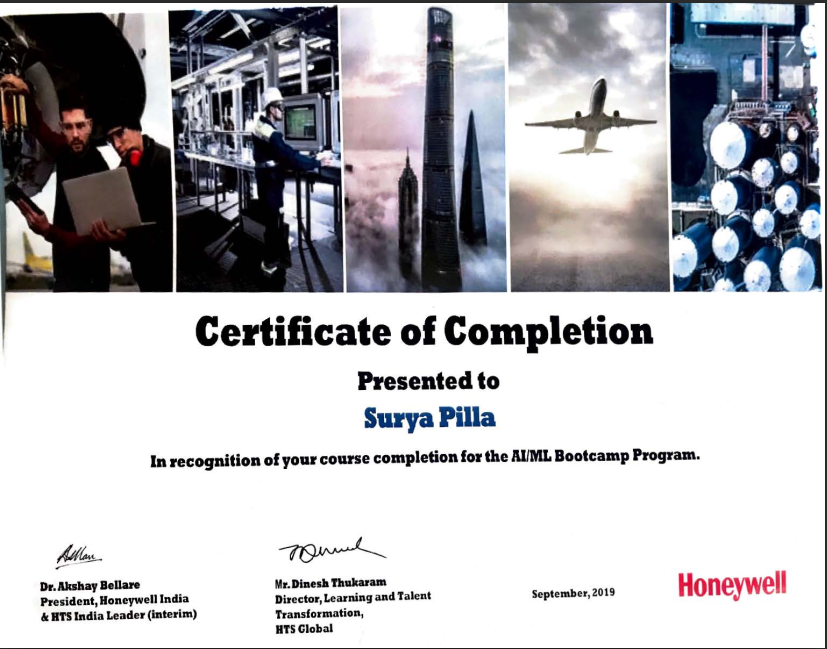 Certificate of Completion
Presented to
Surya Pilla
In recognition of your course completion for the AI/ML Bootcamp Program.
Dr. Akshay Bellare
President, Honeywell India
& HTS India Leader (interim)
Mr. Dinesh Thukaram
Director, Learning and Talent
Transformation,
HTS Global
September, 2019
Honeywell